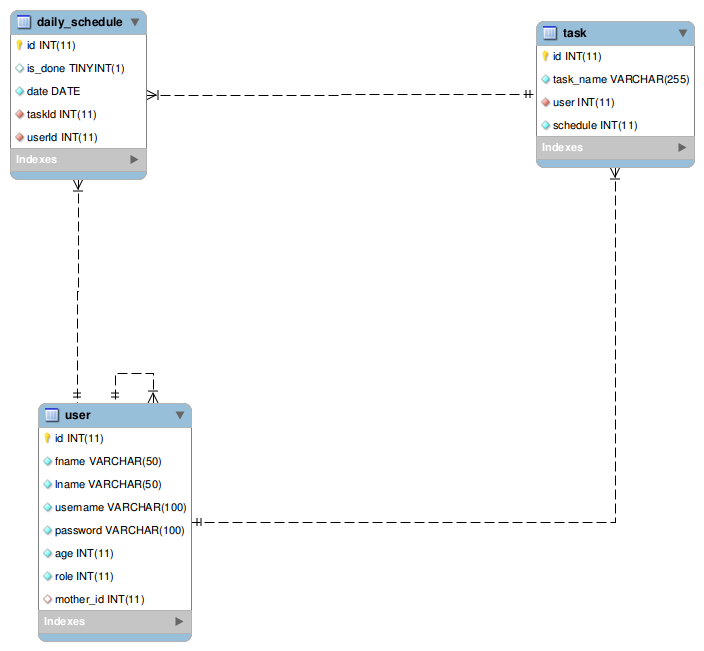 daily_schedule
id INT(11)
is_done TINYINT(1)
date DATE
taskId INT(11)
userId INT(11)
Indexes
task
id INT(11)
task_name VARCHAR(255)
user INT(11)
schedule INT(11)
Indexes
user
id INT(11)
fname VARCHAR(50)
lname VARCHAR(50)
username VARCHAR(100)
password VARCHAR(100)
age INT(11)
role INT(11)
mother_id INT(11)
Indexes